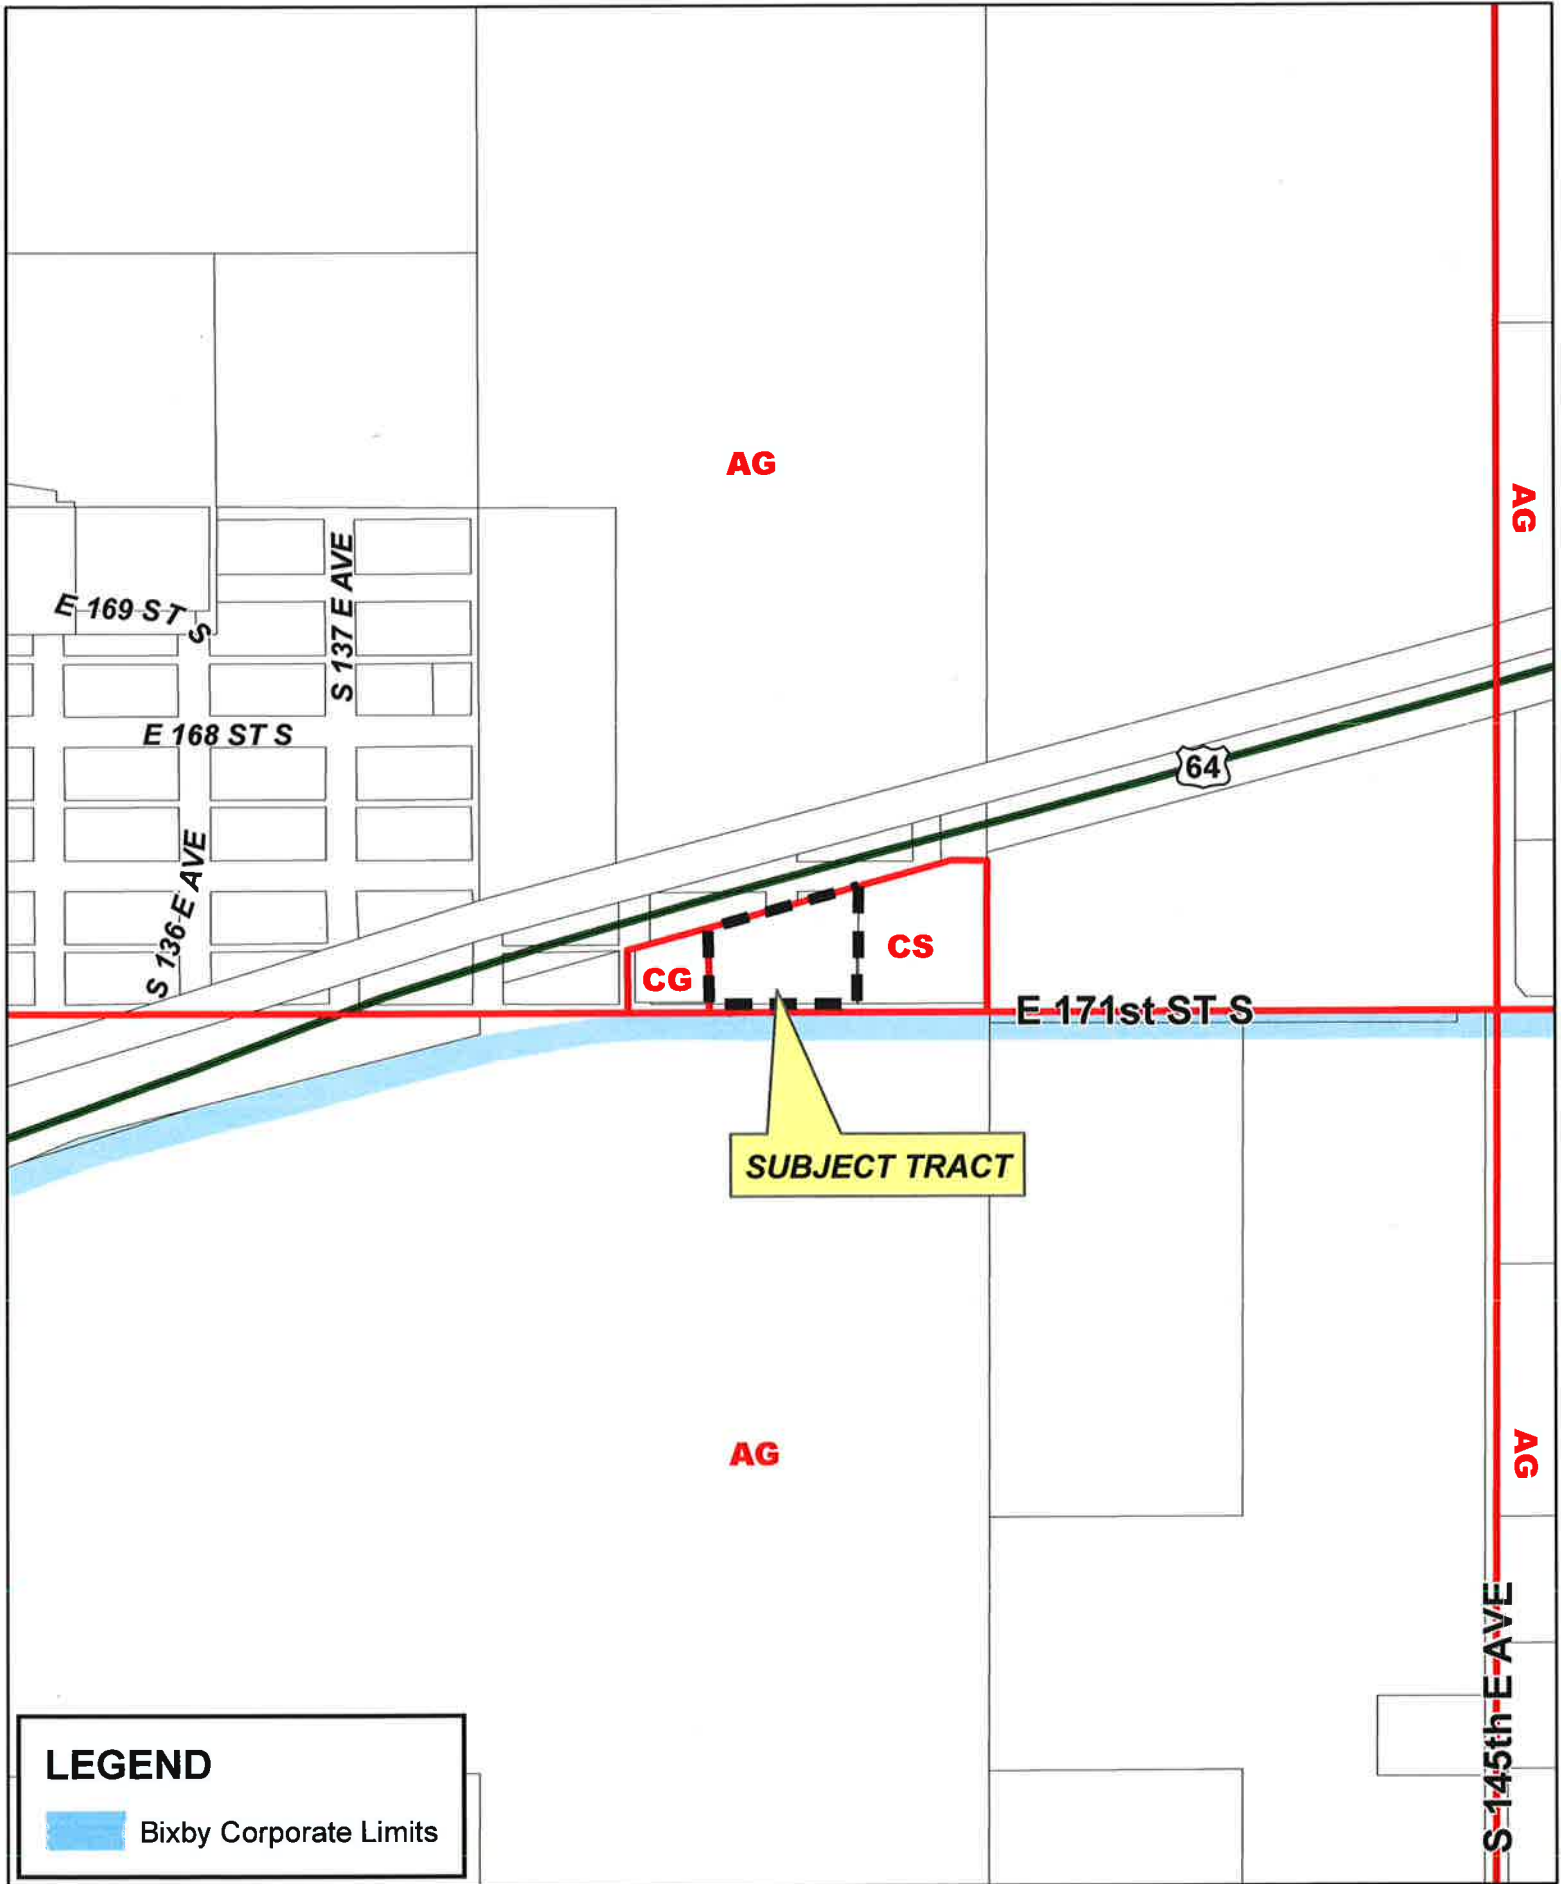 AG
AG
E 169 ST S
S 137 E AVE
E 168 ST S
64
S 136 E AVE
CS
CG
E 171st ST S
SUBJECT TRACT
AG
AG
S 145th E AVE
LEGEND
Bixby Corporate Limits